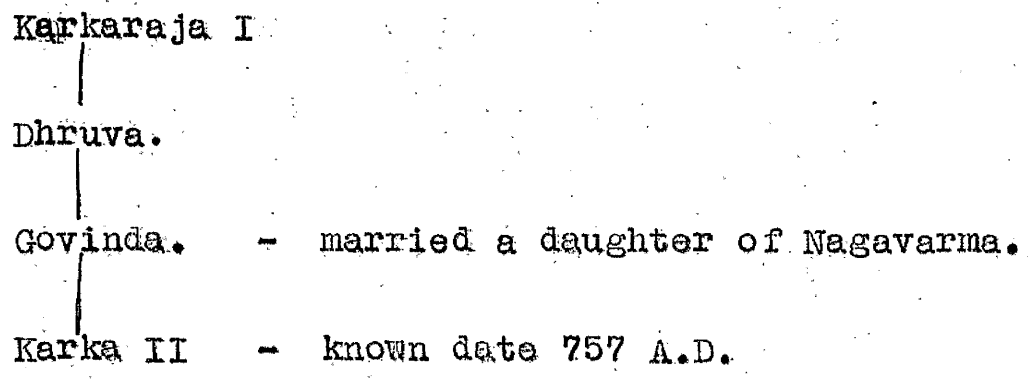 Karkaraja I
Dhruva.
Govinda. - married a daughter of Nagavarma.
Karka II - known date 757 A.D.